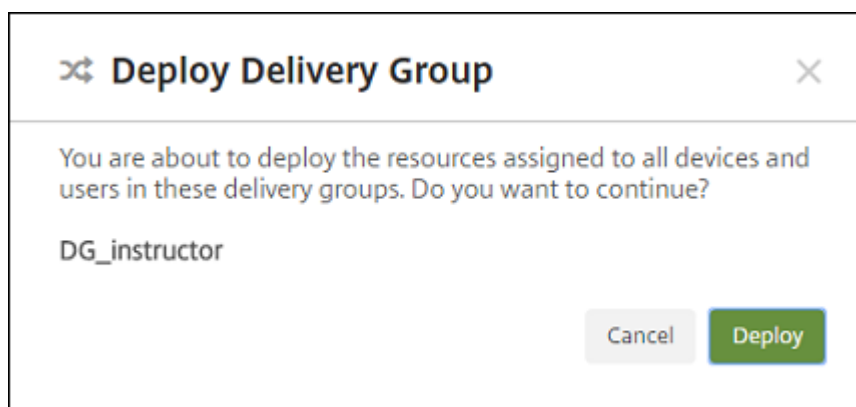 Deploy Delivery Group
You are about to deploy the resources assigned to all devices and
users in these delivery groups. Do you want to continue?
DG_instructor
Cancel
Deploy